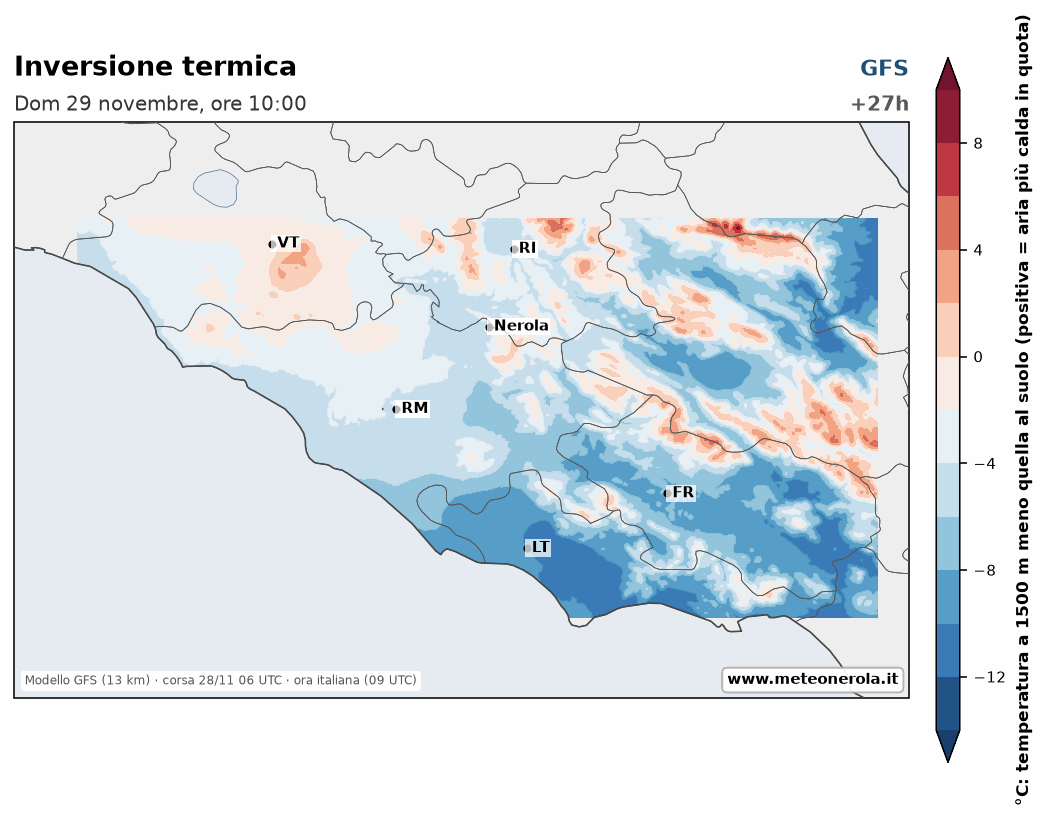 Inversione termica
GFS
Dom 29 novembre, ore 10:00
+27h
VT
RI
Nerola
RM
FR
LT
Modello GFS (13 km) · corsa 28/11 06 UTC · ora italiana (09 UTC)
www.meteonerola.it
8
4
0
−4
−8
−12
°C: temperatura a 1500 m meno quella al suolo (positiva = aria più calda in quota)